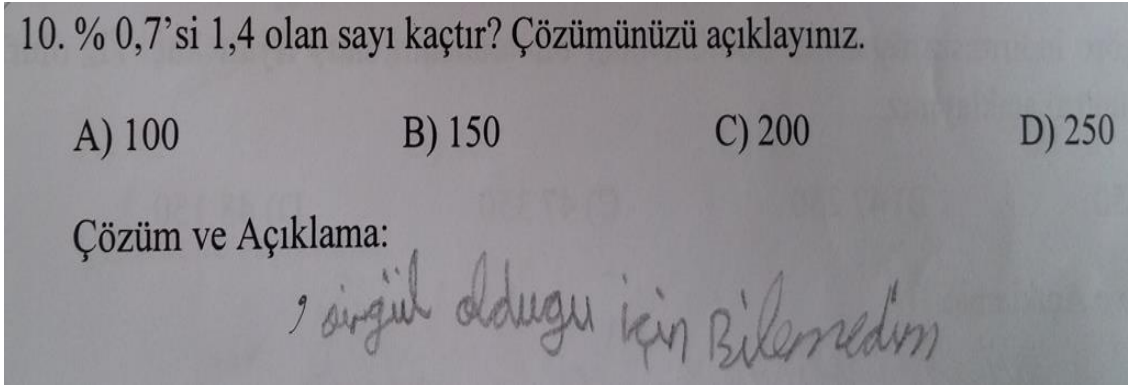 10. % 0,7’si 1,4 olan sayı kaçtır? Çözümünüzü açıklayınız.
A) 100 B) 150 C) 200 D) 250
Çözüm ve Açıklama:
, virgül olduğu için Bilemedim